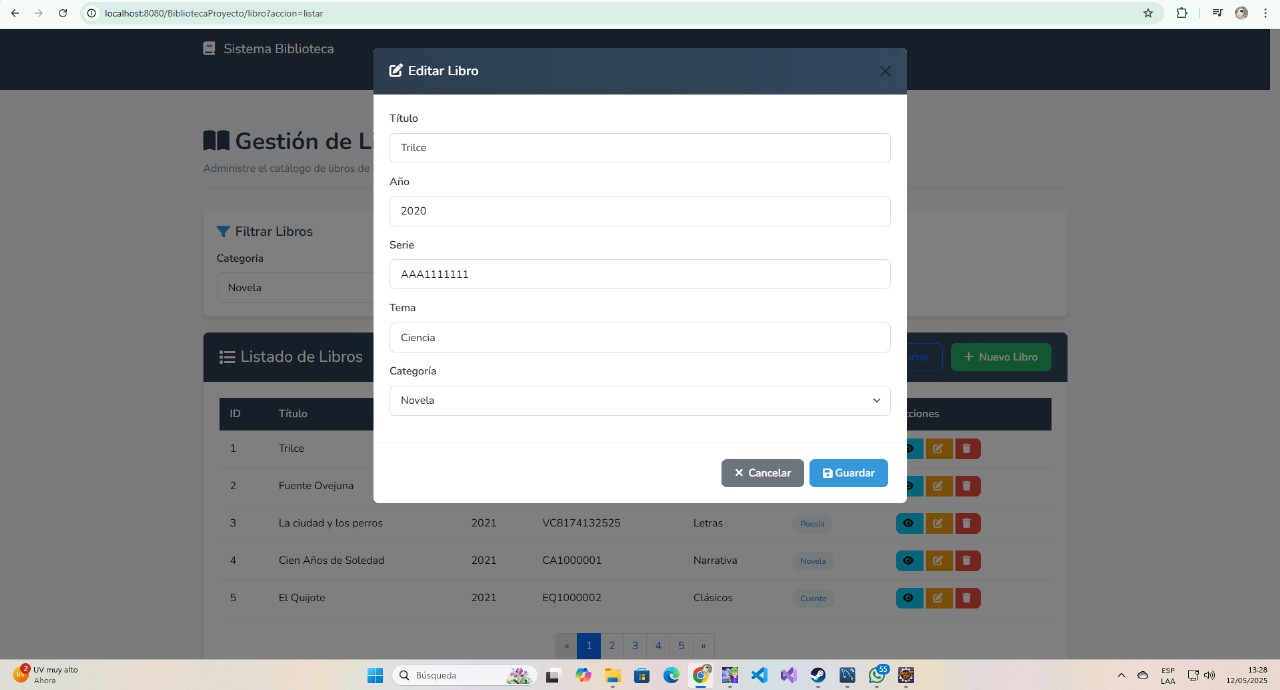 localhost:8080/BibliotecaProyecto/libro?accion=listar
Sistema Biblioteca
Editar Libro
Gestión de L
Administre el catálogo de libros de
Título
Trilce
Año
2020
Serie
AAA1111111
Tema
Ciencia
Categoría
Novela
Cancelar
Guardar
Filtrar Libros
Categoría
Novela
Listado de Libros
Nuevo Libro
ID Título ciones
1 Trilce
2 Fuente Ovejuna
3 La ciudad y los perros 2021 VC8174132525 Letras Poesía
4 Cien Años de Soledad 2021 CA1000001 Narrativa Novela
5 El Quijote 2021 EQ1000002 Clásicos Cuento
« 1 2 3 4 5 »
2
UV muy alto
Ahora
Búsqueda
55
ESP
LAA
13:28
12/05/2025